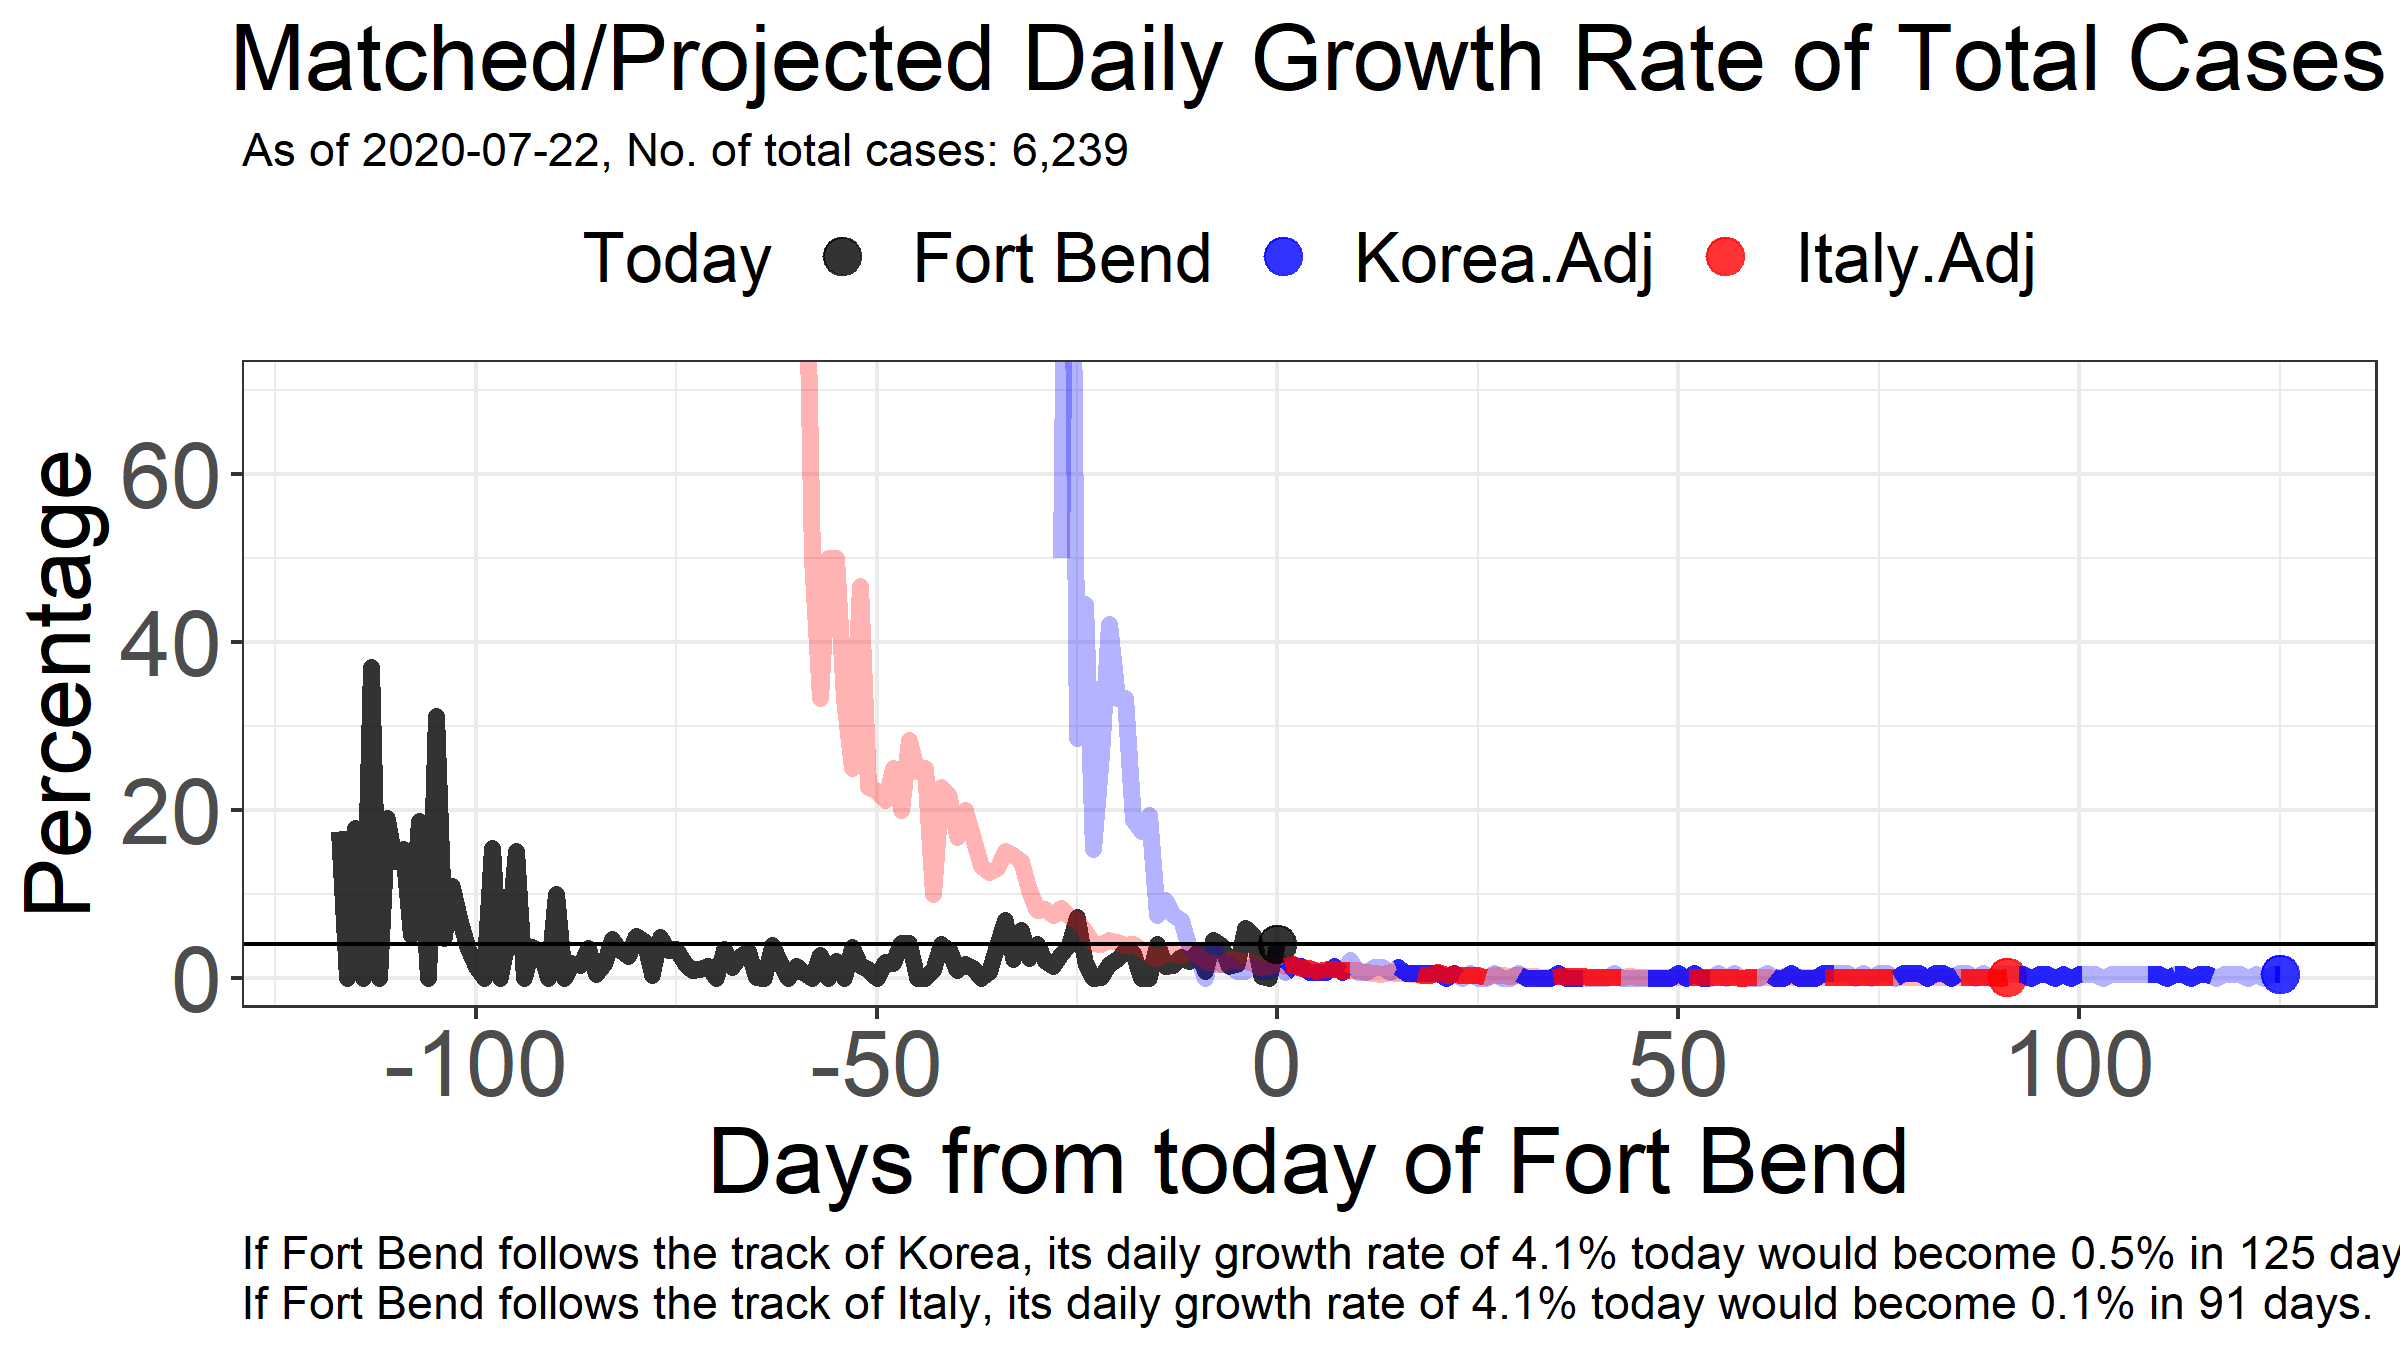 Matched/Projected Daily Growth Rate of Total Cases
As of 2020-07-22, No. of total cases: 6,239
Today Fort Bend Korea.Adj Italy.Adj
Percentage
60
40
20
0
-100 -50 0 50 100
Days from today of Fort Bend
If Fort Bend follows the track of Korea, its daily growth rate of 4.1% today would become 0.5% in 125 day
If Fort Bend follows the track of Italy, its daily growth rate of 4.1% today would become 0.1% in 91 days.